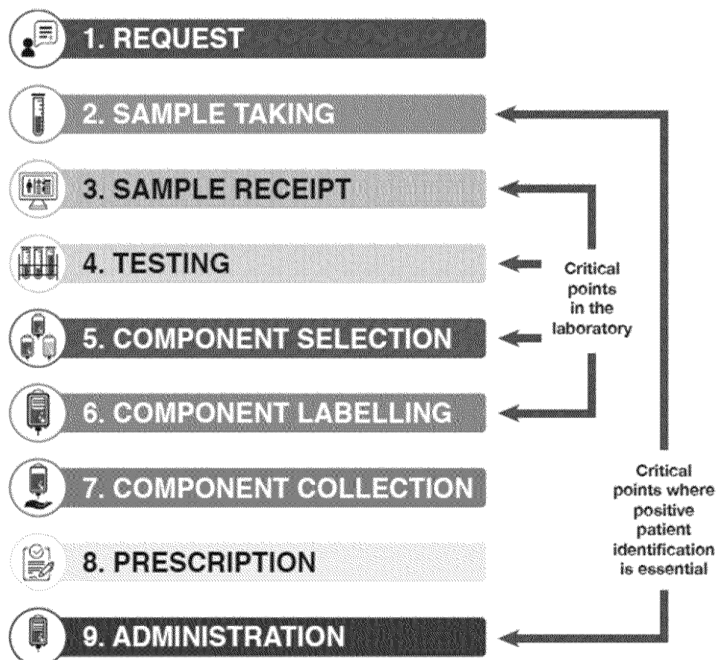 1. REQUEST
2. SAMPLE TAKING
3. SAMPLE RECEIPT
4. TESTING
5. COMPONENT SELECTION
6. COMPONENT LABELLING
7. COMPONENT COLLECTION
8. PRESCRIPTION
9. ADMINISTRATION
Critical
points
in the
laboratory
Critical
points where
positive
patient
identification
is essential